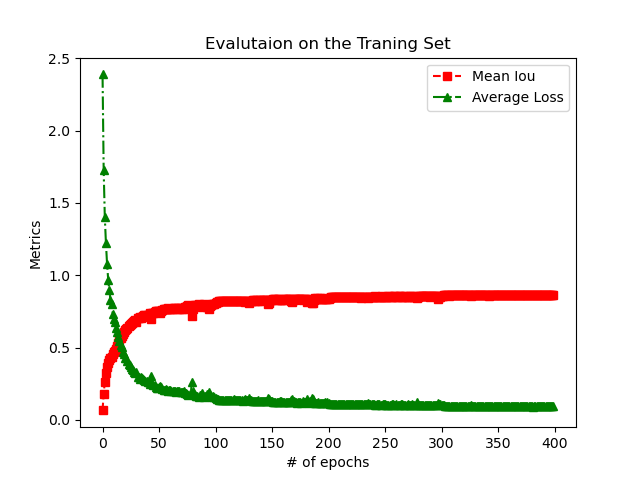 Evalutaion on the Traning Set
Mean Iou
Average Loss
Metrics
2.5
2.0
1.5
1.0
0.5
0.0
0 50 100 150 200 250 300 350 400
# of epochs